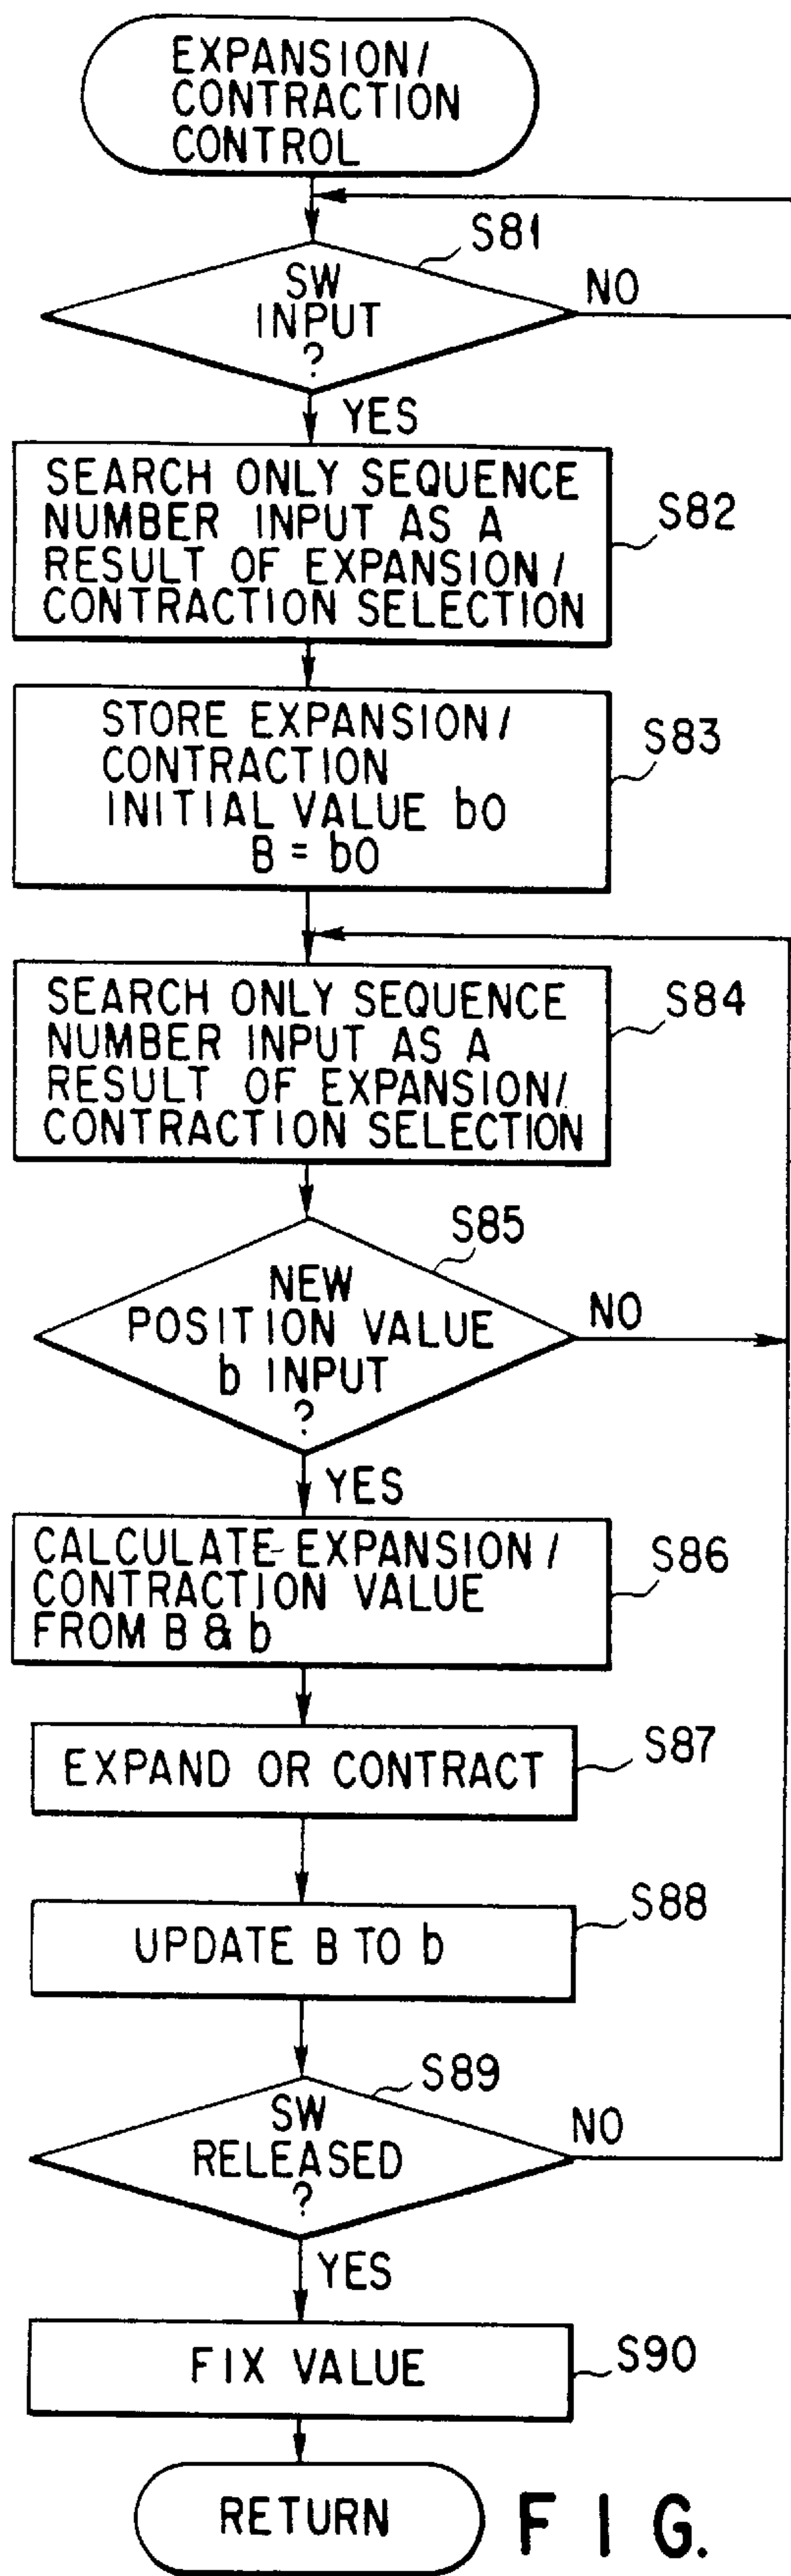 EXPANSION/
CONTRACTION
CONTROL
S81
SW
INPUT
?
NO
YES
SEARCH ONLY SEQUENCE
NUMBER INPUT AS A
RESULT OF EXPANSION/
CONTRACTION SELECTION
S82
STORE EXPANSION/
CONTRACTION
INITIAL VALUE b0
B = b0
S83
SEARCH ONLY SEQUENCE
NUMBER INPUT AS A
RESULT OF EXPANSION/
CONTRACTION SELECTION
S84
S85
NEW
POSITION VALUE
b INPUT
?
NO
YES
CALCULATE EXPANSION/
CONTRACTION VALUE
FROM B & b
S86
EXPAND OR CONTRACT
S87
UPDATE B TO b
S88
S89
SW
RELEASED
?
NO
YES
FIX VALUE
S90
RETURN
FIG.